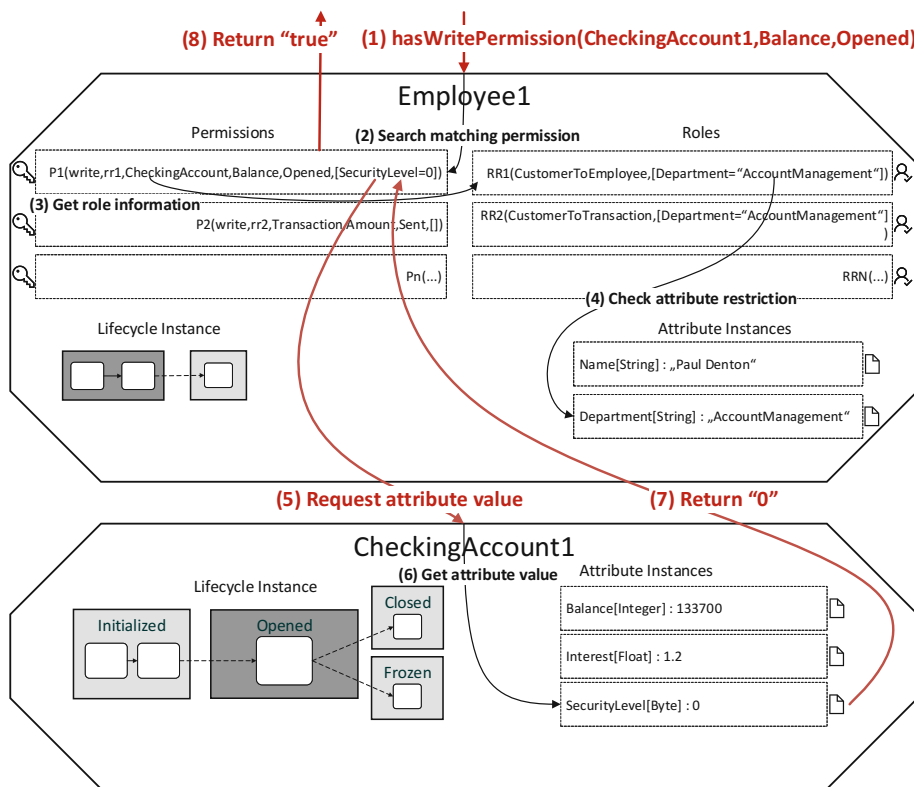 (8) Return “true”
(1) hasWritePermission(CheckingAccount1,Balance,Opened)
Employee1
Permissions
(2) Search matching permission
Roles
P1(write,rr1,CheckingAccount,Balance,Opened,[SecurityLevel=0])
RR1(CustomerToEmployee,[Department=“AccountManagement“])
(3) Get role information
P2(write,rr2,Transaction,Amount,Sent,[])
RR2(CustomerToTransaction,[Department=“AccountManagement“]
)
Pn(...)
RRN(...)
(4) Check attribute restriction
Lifecycle Instance
Attribute Instances
Name[String] : „Paul Denton“
Department[String] : „AccountManagement“
(5) Request attribute value
(7) Return “0”
CheckingAccount1
(6) Get attribute value
Lifecycle Instance
Attribute Instances
Initialized
Opened
Closed
Frozen
Balance[Integer] : 133700
Interest[Float] : 1.2
SecurityLevel[Byte] : 0